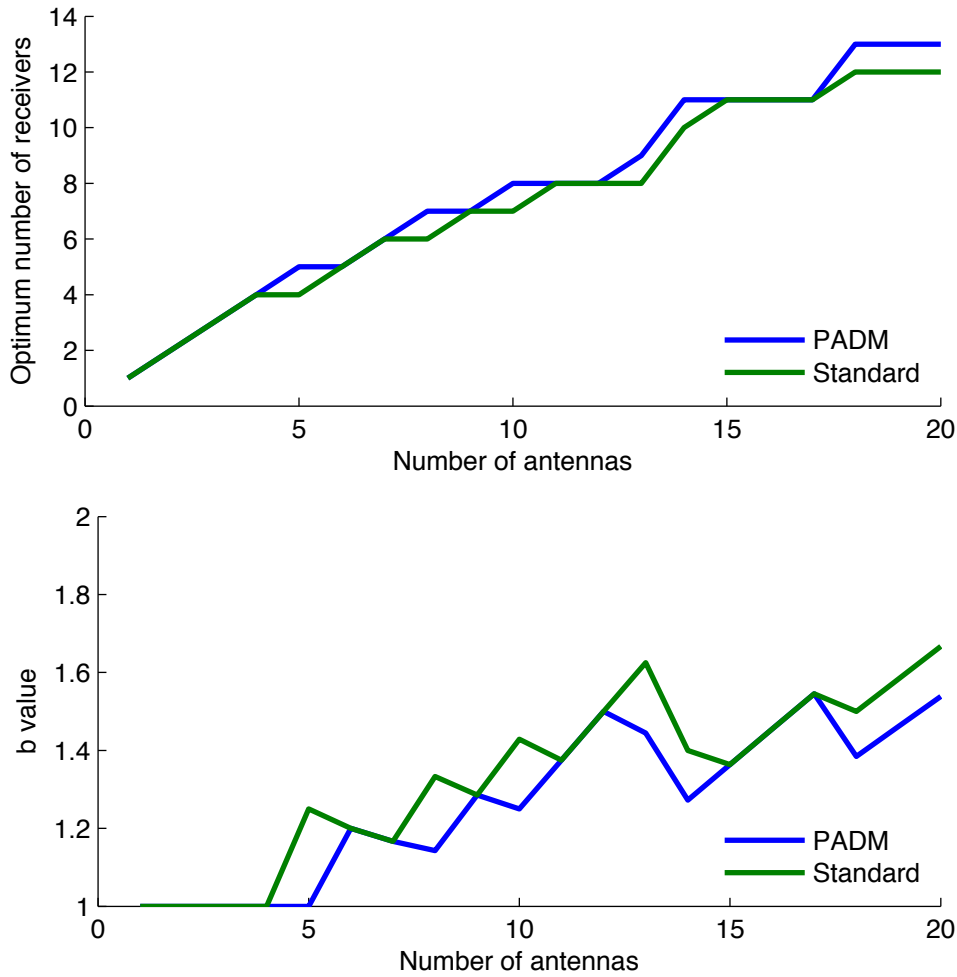 14
12
10
8
6
4
2
0
Optimum number of receivers
PADM
Standard
0 5 10 15 20
Number of antennas
2
1.8
1.6
1.4
1.2
1
b value
PADM
Standard
0 5 10 15 20
Number of antennas